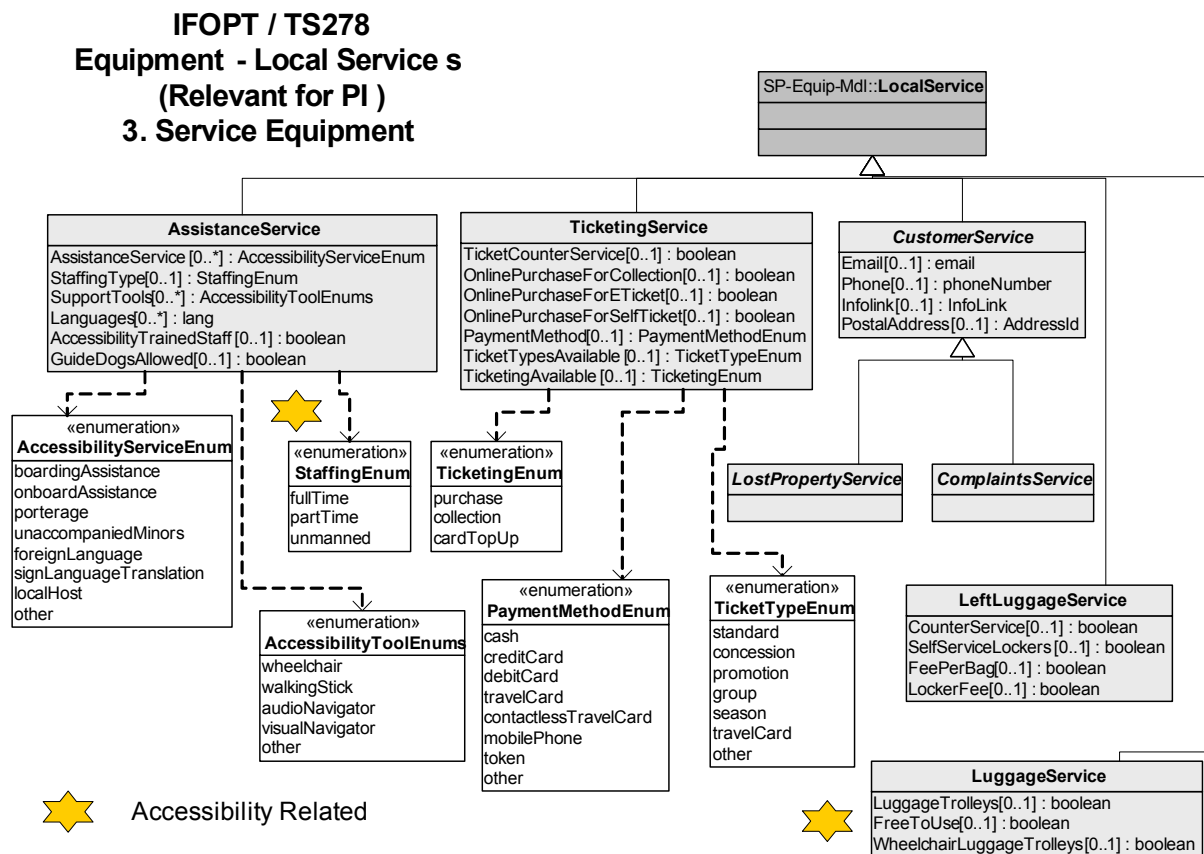 IFOPT / TS278
Equipment - Local Service s
(Relevant for PI )
3. Service Equipment
SP-Equip-Mdl::LocalService
AssistanceService
AssistanceService [0..*] : AccessibilityServiceEnum
StaffingType[0..1] : StaffingEnum
SupportTools[0..*] : AccessibilityToolEnums
Languages[0..*] : lang
AccessibilityTrainedStaff [0..1] : boolean
GuideDogsAllowed[0..1] : boolean
TicketingService
TicketCounterService[0..1] : boolean
OnlinePurchaseForCollection[0..1] : boolean
OnlinePurchaseForETicket[0..1] : boolean
OnlinePurchaseForSelfTicket[0..1] : boolean
PaymentMethod[0..1] : PaymentMethodEnum
TicketTypesAvailable [0..1] : TicketTypeEnum
TicketingAvailable [0..1] : TicketingEnum
CustomerService
Email[0..1] : email
Phone[0..1] : phoneNumber
Infolink[0..1] : InfoLink
PostalAddress[0..1] : AddressId
«enumeration»
AccessibilityServiceEnum
boardingAssistance
onboardAssistance
porterage
unaccompaniedMinors
foreignLanguage
signLanguageTranslation
localHost
other
«enumeration»
StaffingEnum
fullTime
partTime
unmanned
«enumeration»
TicketingEnum
purchase
collection
cardTopUp
LostPropertyService
ComplaintsService
«enumeration»
AccessibilityToolEnums
wheelchair
walkingStick
audioNavigator
visualNavigator
other
«enumeration»
PaymentMethodEnum
cash
creditCard
debitCard
travelCard
contactlessTravelCard
mobilePhone
token
other
«enumeration»
TicketTypeEnum
standard
concession
promotion
group
season
travelCard
other
LeftLuggageService
CounterService[0..1] : boolean
SelfServiceLockers [0..1] : boolean
FeePerBag[0..1] : boolean
LockerFee[0..1] : boolean
LuggageService
LuggageTrolleys[0..1] : boolean
FreeToUse[0..1] : boolean
WheelchairLuggageTrolleys[0..1] : boolean
Accessibility Related